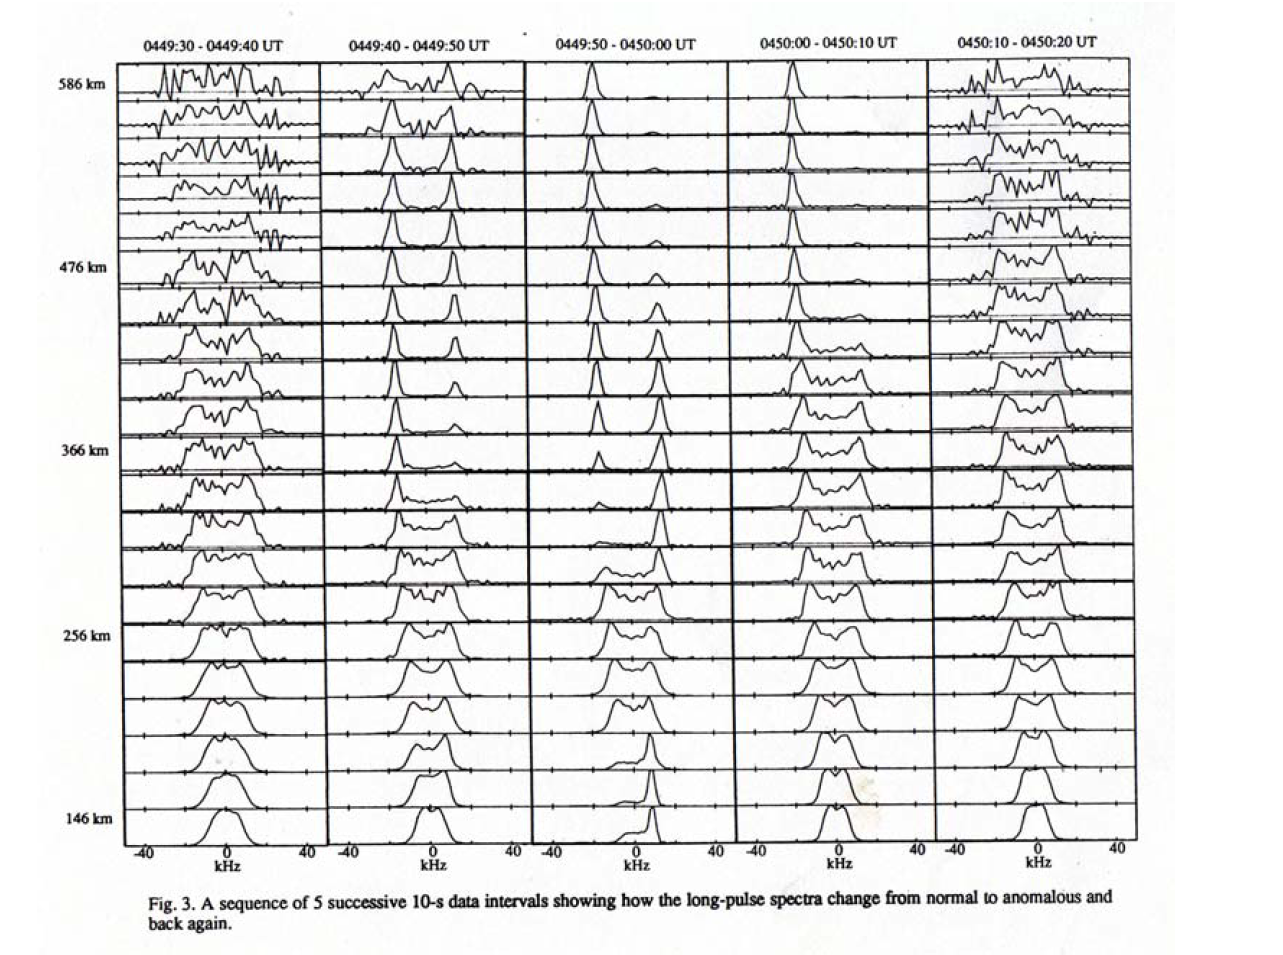 0449:30 - 0449:40 UT 0449:40 - 0449:50 UT 0449:50 - 0450:00 UT 0450:00 - 0450:10 UT 0450:10 - 0450:20 UT
586 km
476 km
366 km
256 km
146 km
-40 0 40 -40 0 40 -40 0 40 -40 0 40 -40 0 40
kHz kHz kHz kHz kHz
Fig. 3. A sequence of 5 successive 10-s data intervals showing how the long-pulse spectra change from normal to anomalous and
back again.